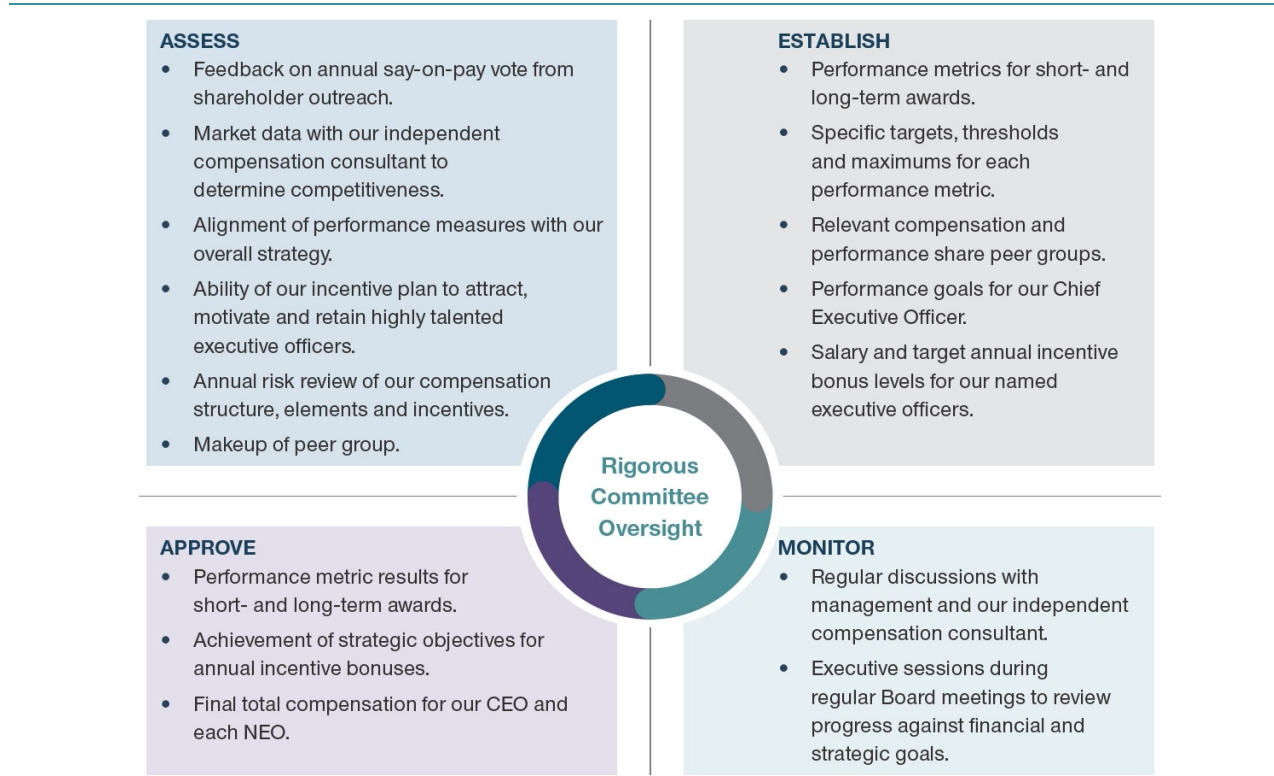 ASSESS
• Feedback on annual say-on-pay vote from
shareholder outreach.
• Market data with our independent
compensation consultant to
determine competitiveness.
• Alignment of performance measures with our
overall strategy.
• Ability of our incentive plan to attract,
motivate and retain highly talented
executive officers.
• Annual risk review of our compensation
structure, elements and incentives.
• Makeup of peer group.
ESTABLISH
• Performance metrics for short- and
long-term awards.
• Specific targets, thresholds
and maximums for each
performance metric.
• Relevant compensation and
performance share peer groups.
• Performance goals for our Chief
Executive Officer.
• Salary and target annual incentive
bonus levels for our named
executive officers.
Rigorous
Committee
Oversight
APPROVE
• Performance metric results for
short- and long-term awards.
• Achievement of strategic objectives for
annual incentive bonuses.
• Final total compensation for our CEO and
each NEO.
MONITOR
• Regular discussions with
management and our independent
compensation consultant.
• Executive sessions during
regular Board meetings to review
progress against financial and
strategic goals.